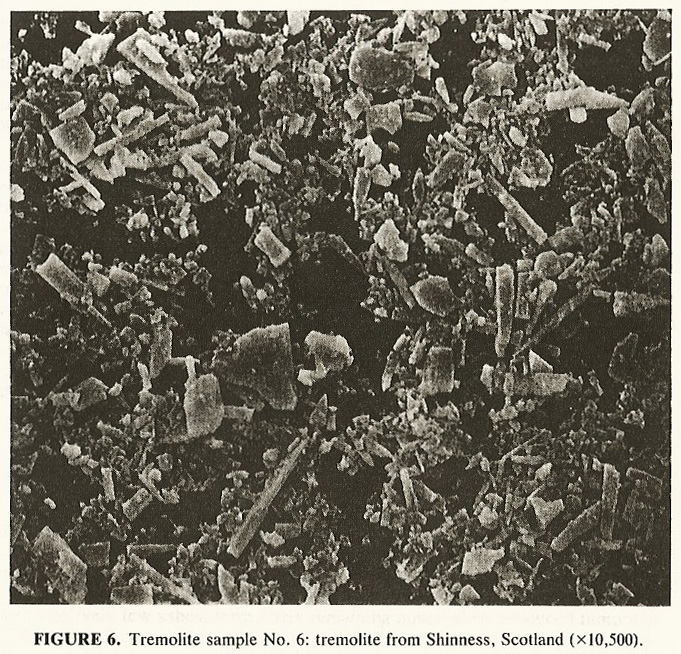 FIGURE 6. Tremolite sample No. 6: tremolite from Shinness, Scotland (×10,500).